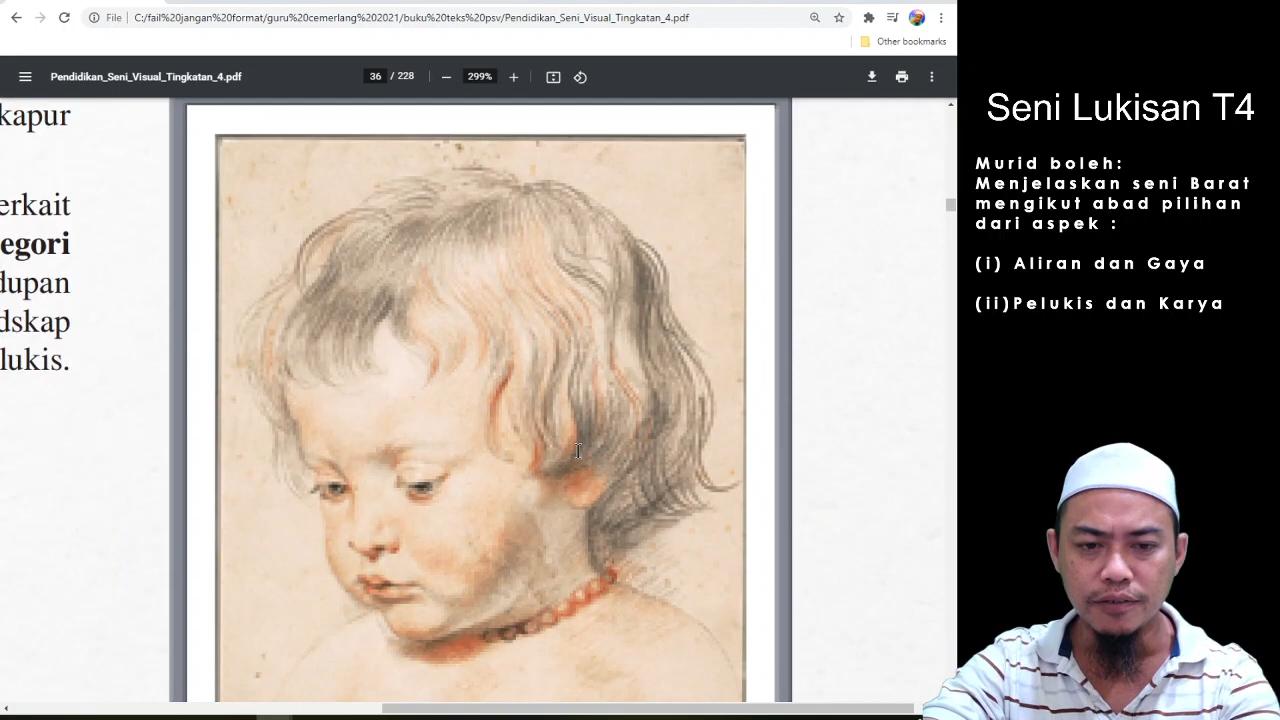 File
C:/fail%20jangan%20format/guru%20cemerlang%202021/buku%20teks%20psv/Pendidikan_Seni_Visual_Tingkatan_4.pdf
Other bookmarks
Pendidikan_Seni_Visual_Tingkatan_4.pdf
36 / 228
299%
kapur
erkait
egori
dupan
dskap
lukis.
Seni Lukisan T4
Murid boleh:
Menjelaskan seni Barat
mengikut abad pilihan
dari aspek :
(i) Aliran dan Gaya
(ii)Pelukis dan Karya